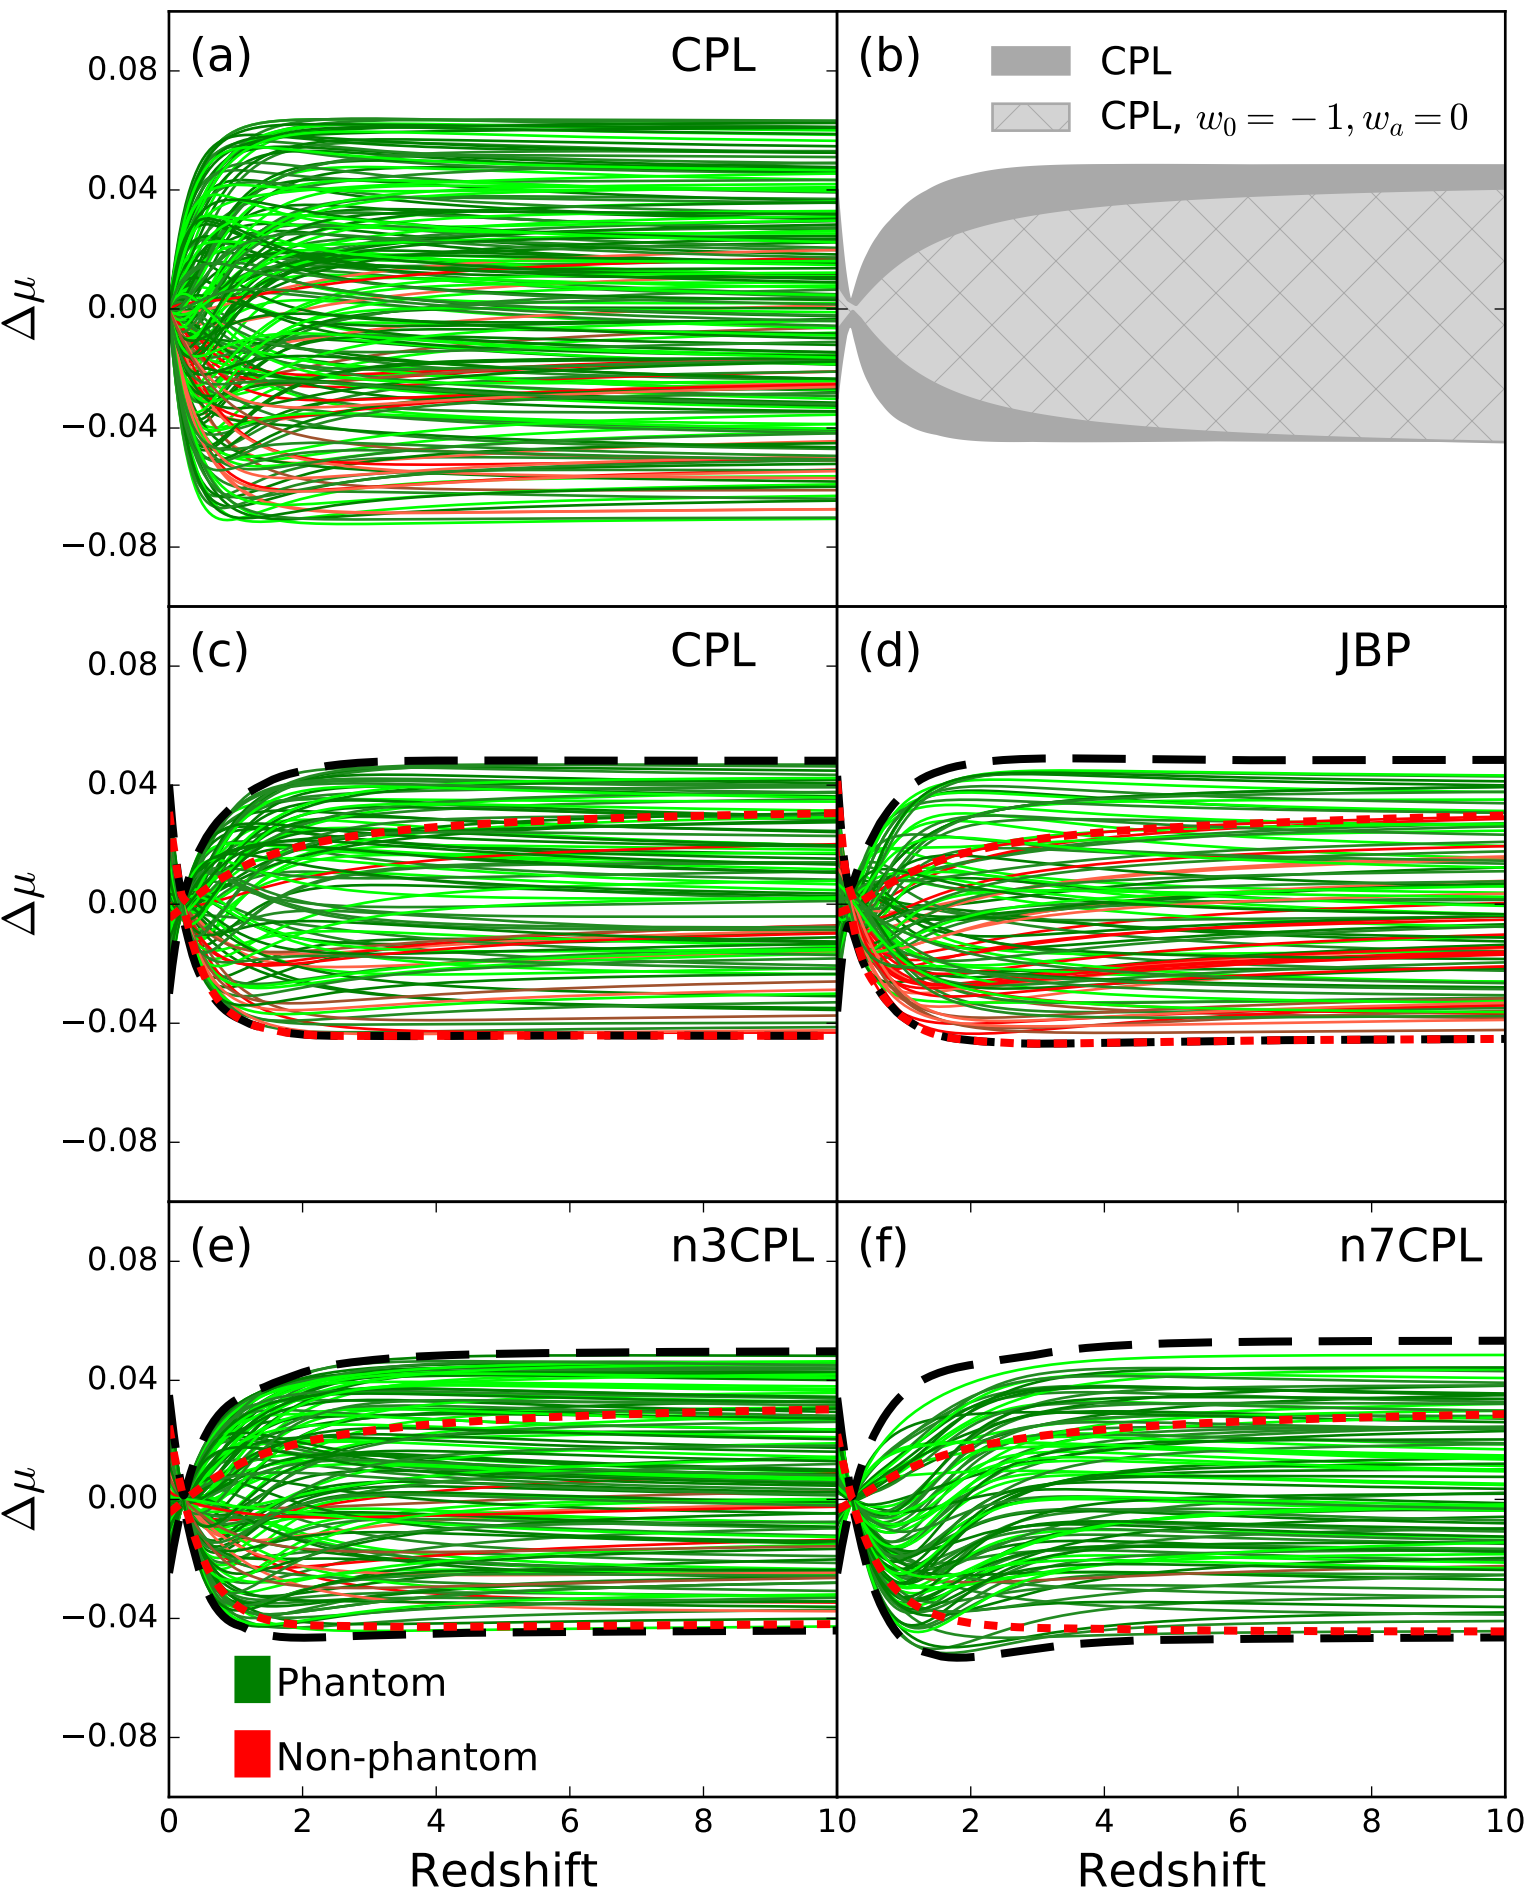 (a) CPL
(b)
CPL
CPL, w₀ = −1, wₐ = 0
0.08
0.04
0.00
−0.04
−0.08
Δμ
(c) CPL
(d) JBP
0.08
0.04
0.00
−0.04
−0.08
Δμ
(e) n3CPL
(f) n7CPL
0.08
0.04
0.00
−0.04
−0.08
Δμ
Phantom
Non-phantom
0 2 4 6 8 10 2 4 6 8 10
Redshift Redshift